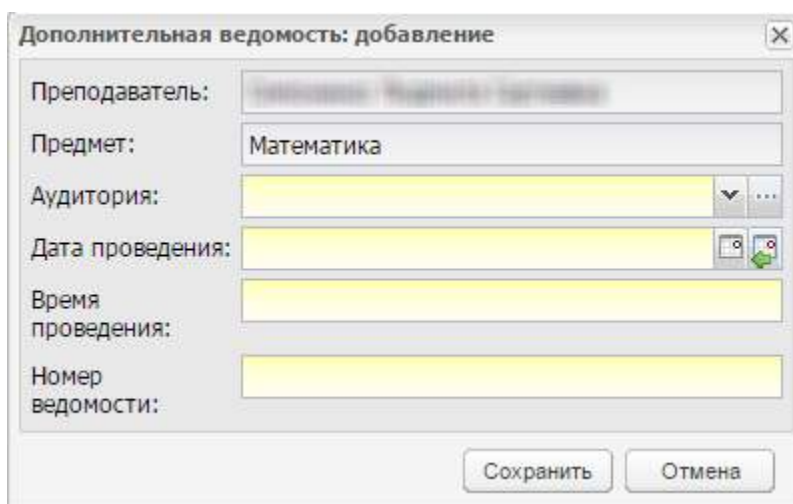 Дополнительная ведомость: добавление
Преподаватель:
Предмет: Математика
Аудитория:
Дата проведения:
Время
проведения:
Номер
ведомости:
Сохранить Отмена